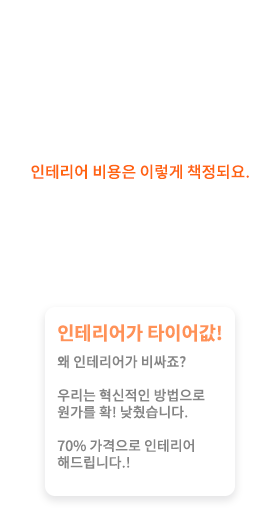 인테리어 비용은 이렇게 책정되요.
인테리어가 타이어값!
왜 인테리어가 비싸죠?
우리는 혁신적인 방법으로
원가를 확! 낮췄습니다.
70% 가격으로 인테리어
해드립니다.!